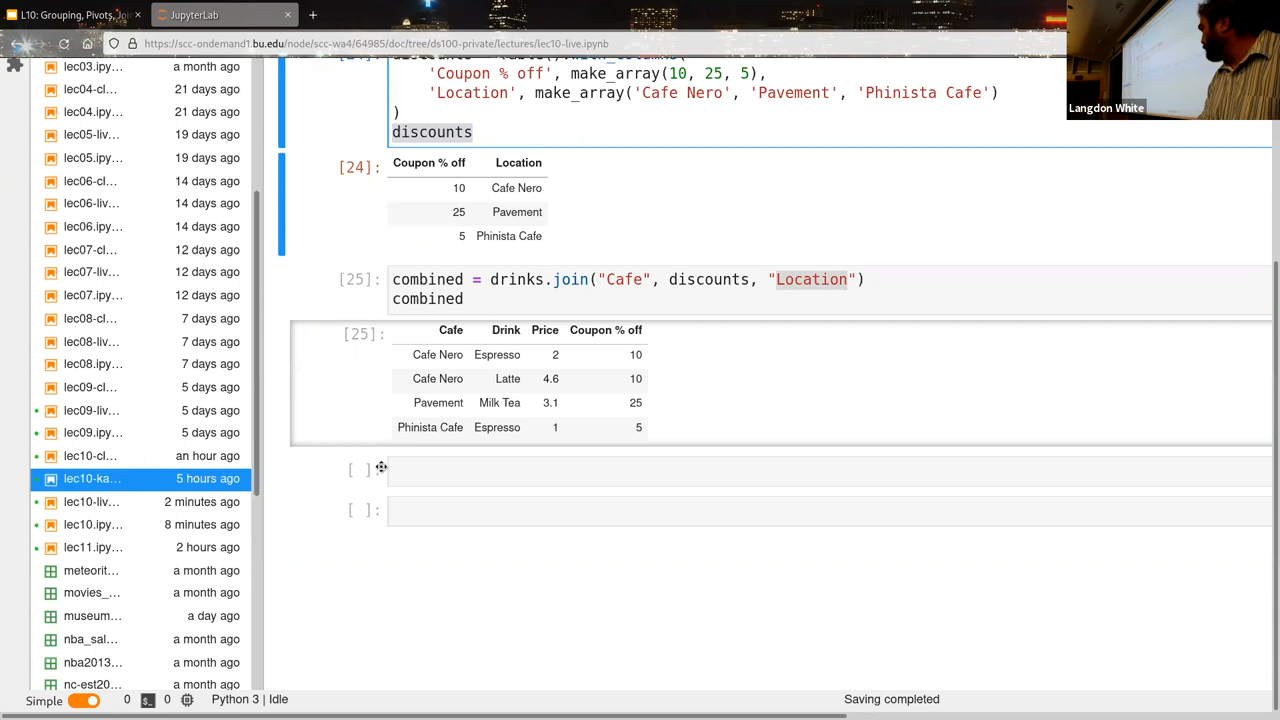 L10: Grouping, Pivots, Joi
JupyterLab
https://scc-ondemand1.bu.edu/node/scc-wa4/64985/doc/tree/ds100-private/lectures/lec10-live.ipynb
Langdon White
lec03.ipy... a month ago
lec04-cl... 21 days ago
lec04.ipy... 21 days ago
lec05-liv... 19 days ago
lec05.ipy... 19 days ago
lec06-cl... 14 days ago
lec06-liv... 14 days ago
lec06.ipy... 14 days ago
lec07-cl... 12 days ago
lec07-liv... 12 days ago
lec07.ipy... 12 days ago
lec08-cl... 7 days ago
lec08-liv... 7 days ago
lec08.ipy... 7 days ago
lec09-cl... 5 days ago
lec09-liv... 5 days ago
lec09.ipy... 5 days ago
lec10-cl... an hour ago
lec10-ka... 5 hours ago
lec10-liv... 2 minutes ago
lec10.ipy... 8 minutes ago
lec11.ipy... 2 hours ago
meteorit... a month ago
movies_... a month ago
museum... a day ago
nba_sal... a month ago
nba2013... a month ago
nc-est20... a month ago
'Coupon % off', make_array(10, 25, 5),
'Location', make_array('Cafe Nero', 'Pavement', 'Phinista Cafe')
)
discounts
[24]: Coupon % off Location
10 Cafe Nero
25 Pavement
5 Phinista Cafe
[25]: combined = drinks.join("Cafe", discounts, "Location")
combined
[25]: Cafe Drink Price Coupon % off
Cafe Nero Espresso 2 10
Cafe Nero Latte 4.6 10
Pavement Milk Tea 3.1 25
Phinista Cafe Espresso 1 5
[ ]:
[ ]:
Simple 0 0 Python 3 | Idle Saving completed